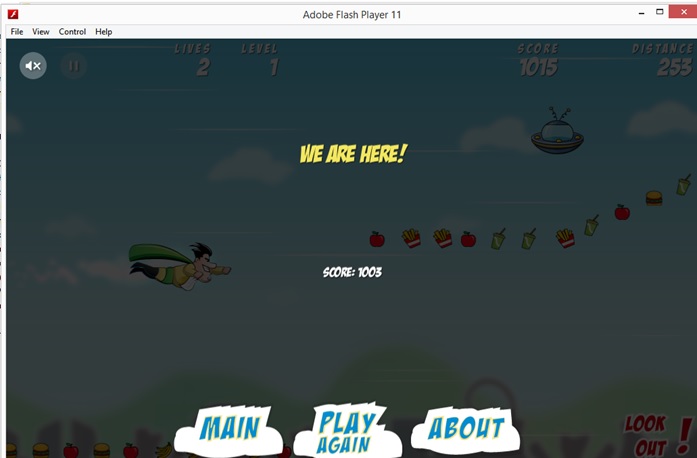 Adobe Flash Player 11
File View Control Help
LIVES LEVEL SCORE DISTANCE
2 1 1015 253
WE ARE HERE!
SCORE: 1003
MAIN
PLAY
AGAIN
ABOUT
LOOK
OUT !